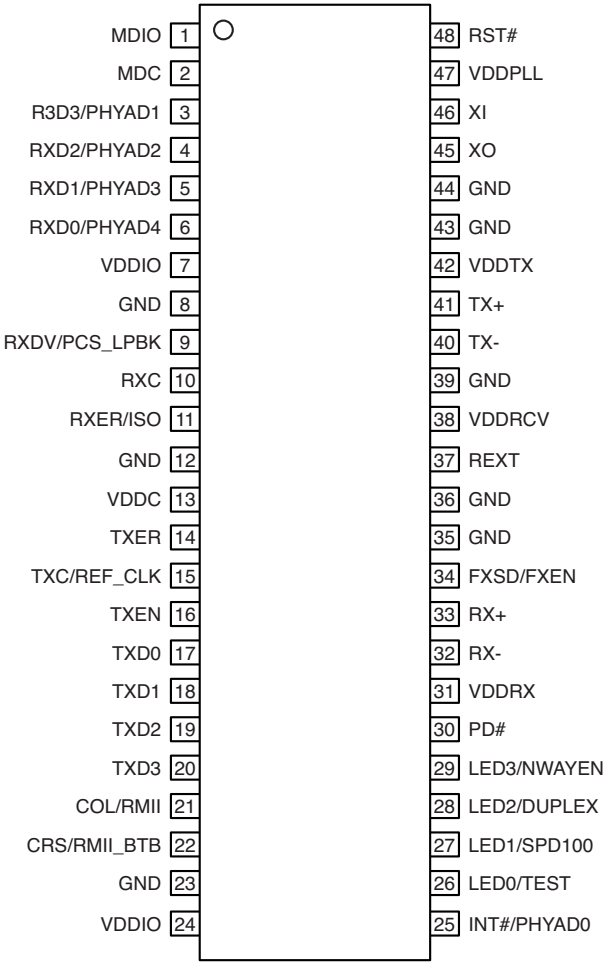 MDIO 1
MDC 2
R3D3/PHYAD1 3
RXD2/PHYAD2 4
RXD1/PHYAD3 5
RXD0/PHYAD4 6
VDDIO 7
GND 8
RXDV/PCS_LPBK 9
RXC 10
RXER/ISO 11
GND 12
VDDC 13
TXER 14
TXC/REF_CLK 15
TXEN 16
TXD0 17
TXD1 18
TXD2 19
TXD3 20
COL/RMII 21
CRS/RMII_BTB 22
GND 23
VDDIO 24
48 RST#
47 VDDPLL
46 XI
45 XO
44 GND
43 GND
42 VDDTX
41 TX+
40 TX-
39 GND
38 VDDRCV
37 REXT
36 GND
35 GND
34 FXSD/FXEN
33 RX+
32 RX-
31 VDDRX
30 PD#
29 LED3/NWAYEN
28 LED2/DUPLEX
27 LED1/SPD100
26 LED0/TEST
25 INT#/PHYAD0